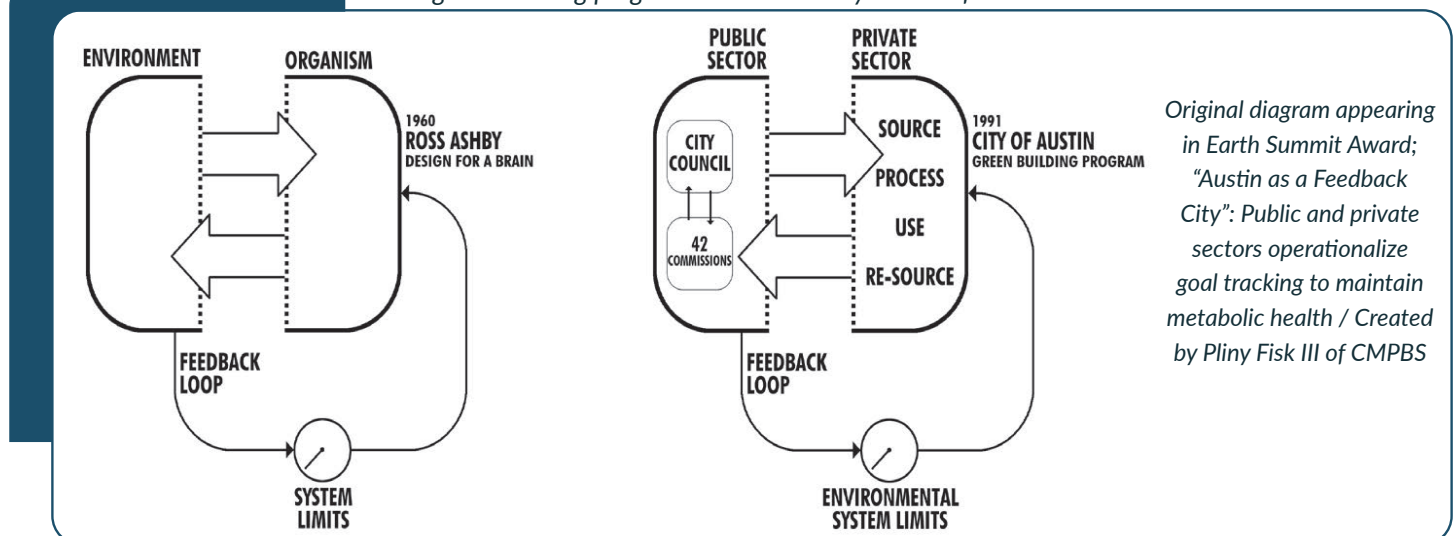 ENVIRONMENT
ORGANISM
1960
ROSS ASHBY
DESIGN FOR A BRAIN
FEEDBACK
LOOP
SYSTEM
LIMITS
PUBLIC
SECTOR
PRIVATE
SECTOR
CITY
COUNCIL
42
COMMISSIONS
SOURCE
PROCESS
USE
RE-SOURCE
1991
CITY OF AUSTIN
GREEN BUILDING PROGRAM
FEEDBACK
LOOP
ENVIRONMENTAL
SYSTEM LIMITS
Original diagram appearing
in Earth Summit Award;
“Austin as a Feedback
City”: Public and private
sectors operationalize
goal tracking to maintain
metabolic health / Created
by Pliny Fisk III of CMPBS